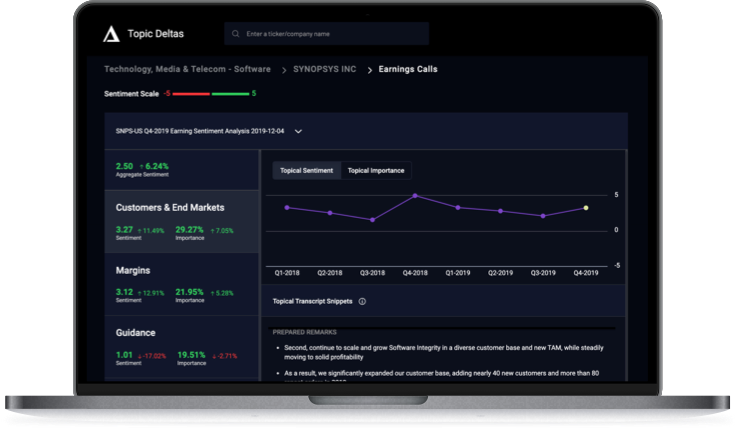 Topic Deltas
Enter a ticker/company name
Technology, Media & Telecom - Software > SYNOPSYS INC > Earnings Calls
Sentiment Scale -5 5
SNPS-US Q4-2019 Earning Sentiment Analysis 2019-12-04
2.50 ↑ 6.24%
Aggregate Sentiment
Customers & End Markets
3.27 ↑ 11.49% 29.27% ↑ 7.05%
Sentiment Importance
Margins
3.12 ↑ 12.91% 21.95% ↑ 5.28%
Sentiment Importance
Guidance
1.01 ↓ -17.02% 19.51% ↓ -2.71%
Sentiment Importance
Topical Sentiment Topical Importance
5
0
-5
Q1-2018 Q2-2018 Q3-2018 Q4-2018 Q1-2019 Q2-2019 Q3-2019 Q4-2019
Topical Transcript Snippets
PREPARED REMARKS
• Second, continue to scale and grow Software Integrity in a diverse customer base and new TAM, while steadily
moving to solid profitability
• As a result, we significantly expanded our customer base, adding nearly 40 new customers and more than 80